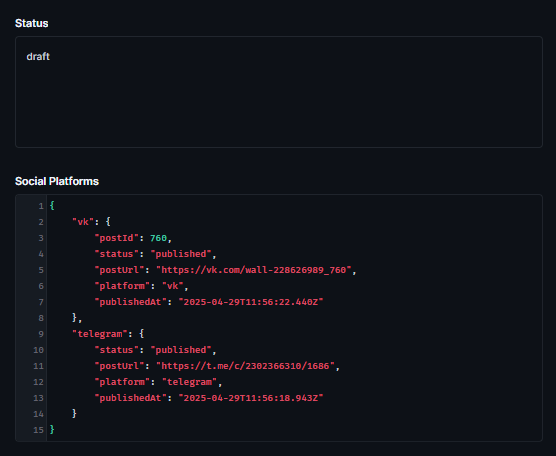 Status
draft
Social Platforms
1 {
2 "vk": {
3 "postId": 760,
4 "status": "published",
5 "postUrl": "https://vk.com/wall-228626989_760",
6 "platform": "vk",
7 "publishedAt": "2025-04-29T11:56:22.440Z"
8 },
9 "telegram": {
10 "status": "published",
11 "postUrl": "https://t.me/c/2302366310/1686",
12 "platform": "telegram",
13 "publishedAt": "2025-04-29T11:56:18.943Z"
14 }
15 }